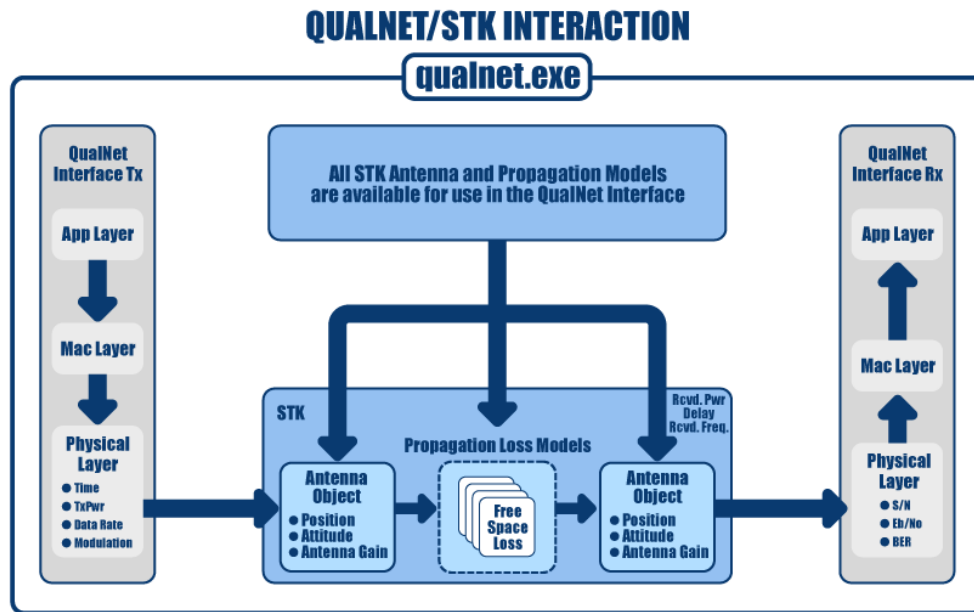 QUALNET/STK INTERACTION
qualnet.exe
QualNet
Interface Tx
App Layer
Mac Layer
Physical
Layer
● Time
● TxPwr
● Data Rate
● Modulation
All STK Antenna and Propagation Models
are available for use in the QualNet Interface
STK
Rcvd. Pwr
Delay
Rcvd. Freq.
Propagation Loss Models
Antenna
Object
● Position
● Attitude
● Antenna Gain
Free
Space
Loss
Antenna
Object
● Position
● Attitude
● Antenna Gain
QualNet
Interface Rx
App Layer
Mac Layer
Physical
Layer
● S/N
● Eb/No
● BER